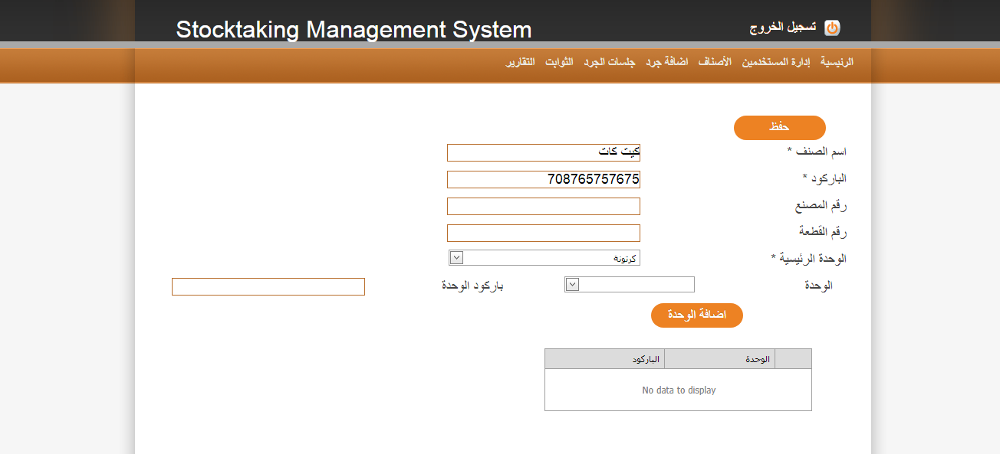 Stocktaking Management System
تسجيل الخروج
الرئيسية إدارة المستخدمين الأصناف اضافة جرد جلسات الجرد الثوابت التقارير
حفظ
اسم الصنف * كيت كات
الباركود * 708765757675
رقم المصنع
رقم القطعة
الوحدة الرئيسية * كرتونة
الوحدة باركود الوحدة
اضافة الوحدة
الوحدة الباركود
No data to display